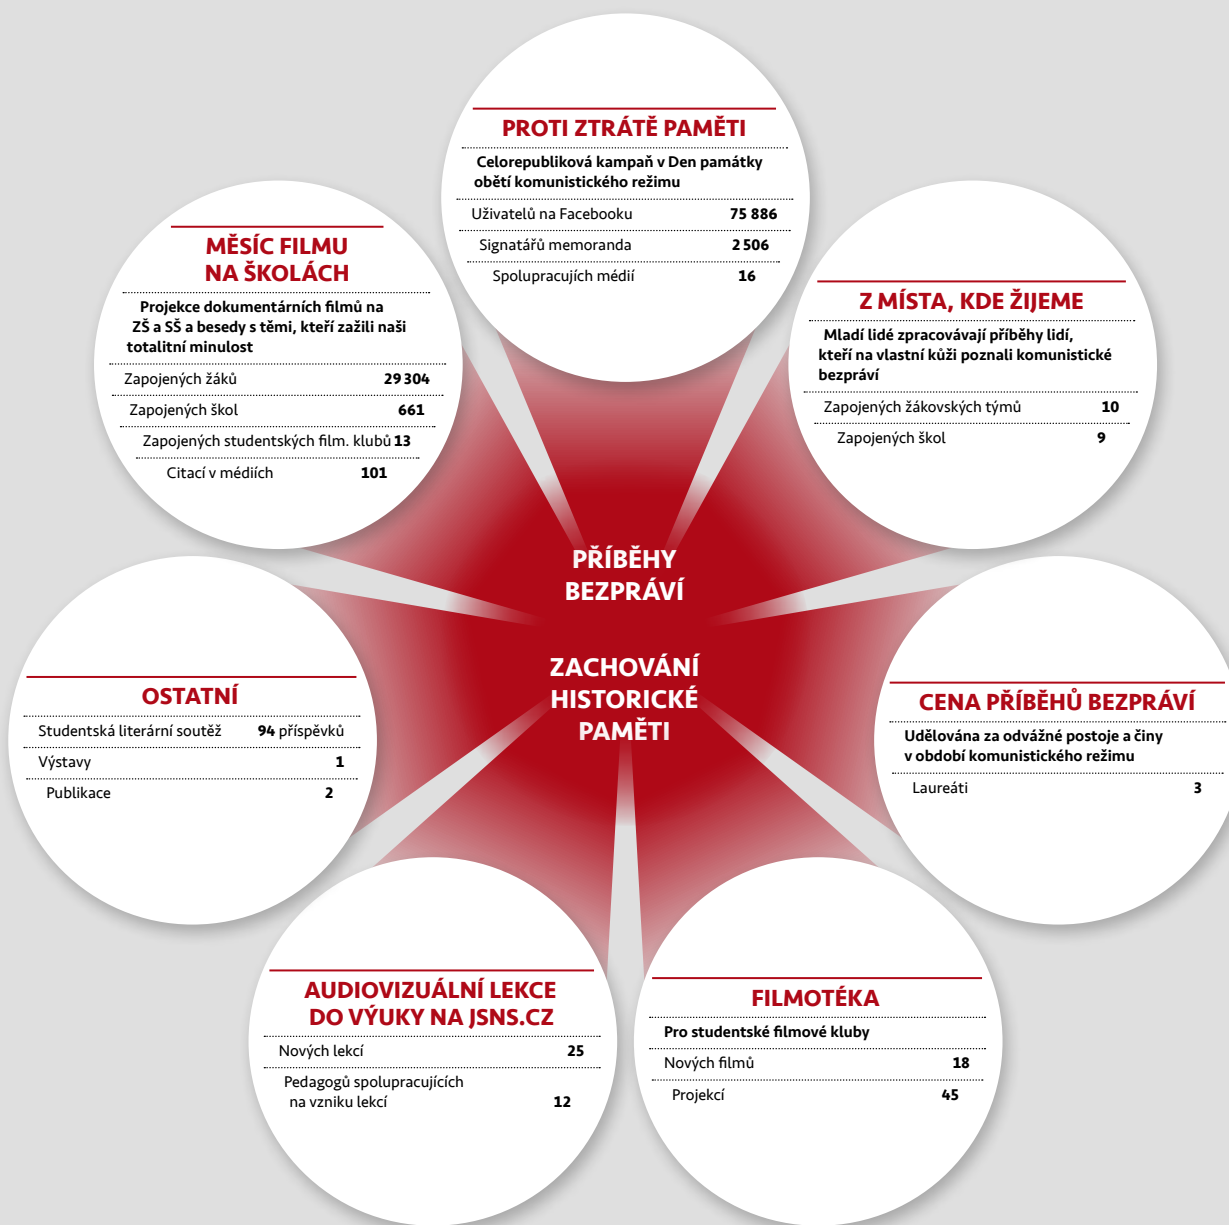 PROTI ZTRÁTĚ PAMĚTI
Celorepubliková kampaň v Den památky
obětí komunistického režimu
Uživatelů na Facebooku 75 886
Signatářů memoranda 2 506
Spolupracujích médií 16
MĚSÍC FILMU
NA ŠKOLÁCH
Projekce dokumentárních filmů na
ZŠ a SŠ a besedy s těmi, kteří zažili naši
totalitní minulost
Zapojených žáků 29 304
Zapojených škol 661
Zapojených studentských film. klubů 13
Citací v médiích 101
Z MÍSTA, KDE ŽIJEME
Mladí lidé zpracovávají příběhy lidí,
kteří na vlastní kůži poznali komunistické
bezpráví
Zapojených žákovských týmů 10
Zapojených škol 9
PŘÍBĚHY
BEZPRÁVÍ
ZACHOVÁNÍ
HISTORICKÉ
PAMĚTI
OSTATNÍ
Studentská literární soutěž 94 příspěvků
Výstavy 1
Publikace 2
CENA PŘÍBĚHŮ BEZPRÁVÍ
Udělována za odvážné postoje a činy
v období komunistického režimu
Laureáti 3
AUDIOVIZUÁLNÍ LEKCE
DO VÝUKY NA JSNS.CZ
Nových lekcí 25
Pedagogů spolupracujících
na vzniku lekcí 12
FILMOTÉKA
Pro studentské filmové kluby
Nových filmů 18
Projekcí 45